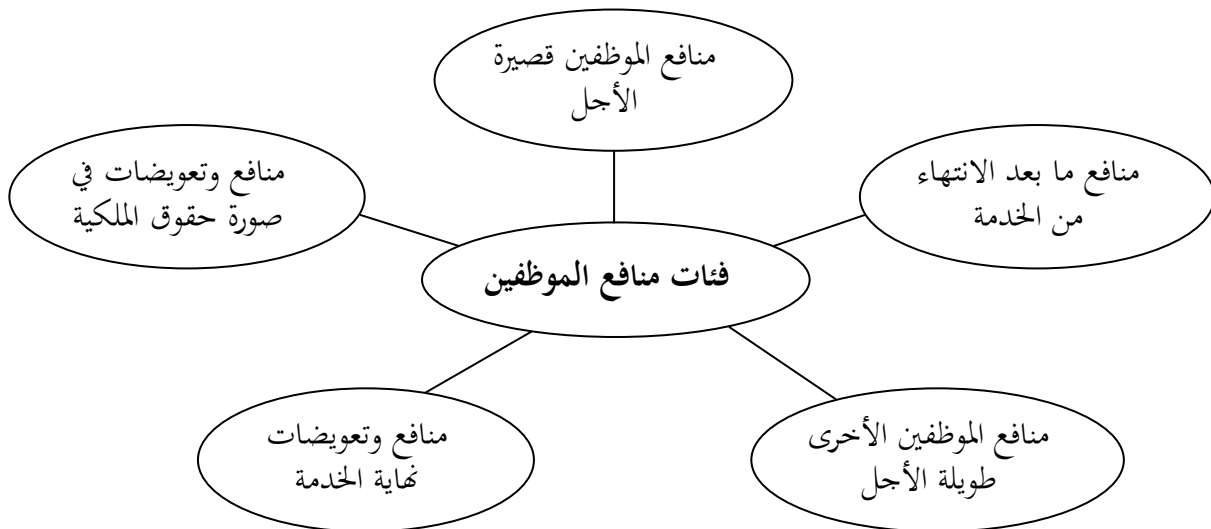 منافع الموظفين قصيرة
الأجل
منافع ما بعد الانتهاء
من الخدمة
منافع وتعويضات في
صورة حقوق الملكية
فئات منافع الموظفين
منافع الموظفين الأخرى
طويلة الأجل
منافع وتعويضات
نهاية الخدمة